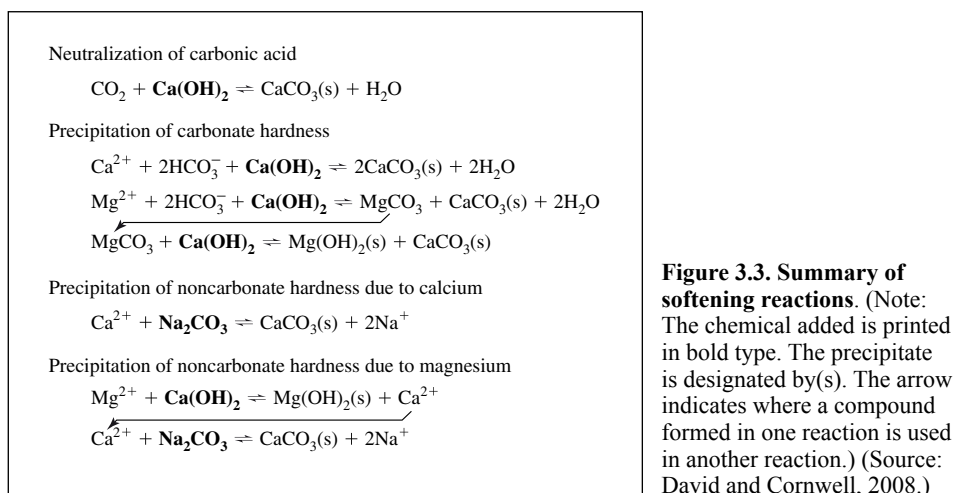 Neutralization of carbonic acid
CO₂ + Ca(OH)₂ ⇌ CaCO₃(s) + H₂O
Precipitation of carbonate hardness
Ca²⁺ + 2HCO₃⁻ + Ca(OH)₂ ⇌ 2CaCO₃(s) + 2H₂O
Mg²⁺ + 2HCO₃⁻ + Ca(OH)₂ ⇌ MgCO₃ + CaCO₃(s) + 2H₂O
MgCO₃ + Ca(OH)₂ ⇌ Mg(OH)₂(s) + CaCO₃(s)
Precipitation of noncarbonate hardness due to calcium
Ca²⁺ + Na₂CO₃ ⇌ CaCO₃(s) + 2Na⁺
Precipitation of noncarbonate hardness due to magnesium
Mg²⁺ + Ca(OH)₂ ⇌ Mg(OH)₂(s) + Ca²⁺
Ca²⁺ + Na₂CO₃ ⇌ CaCO₃(s) + 2Na⁺
Figure 3.3. Summary of
softening reactions. (Note:
The chemical added is printed
in bold type. The precipitate
is designated by(s). The arrow
indicates where a compound
formed in one reaction is used
in another reaction.) (Source:
David and Cornwell, 2008.)